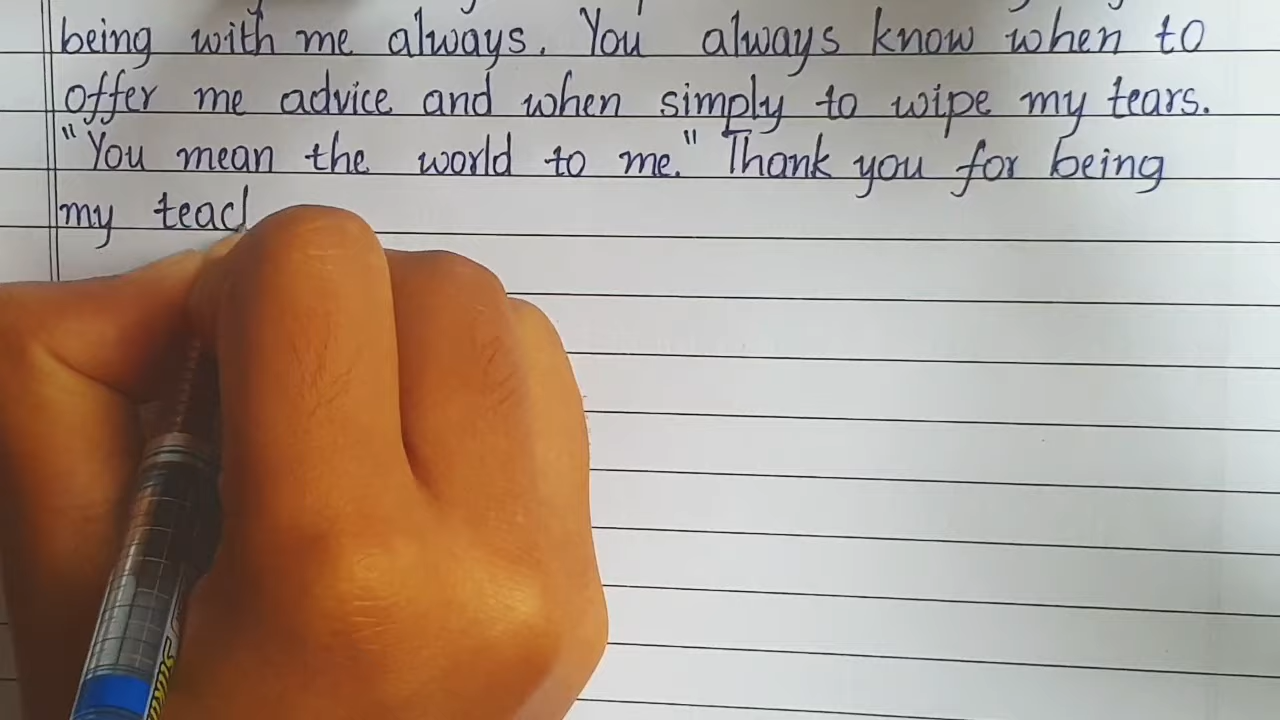 being with me always. You always know when to
offer me advice and when simply to wipe my tears.
"You mean the world to me." Thank you for being
my teac